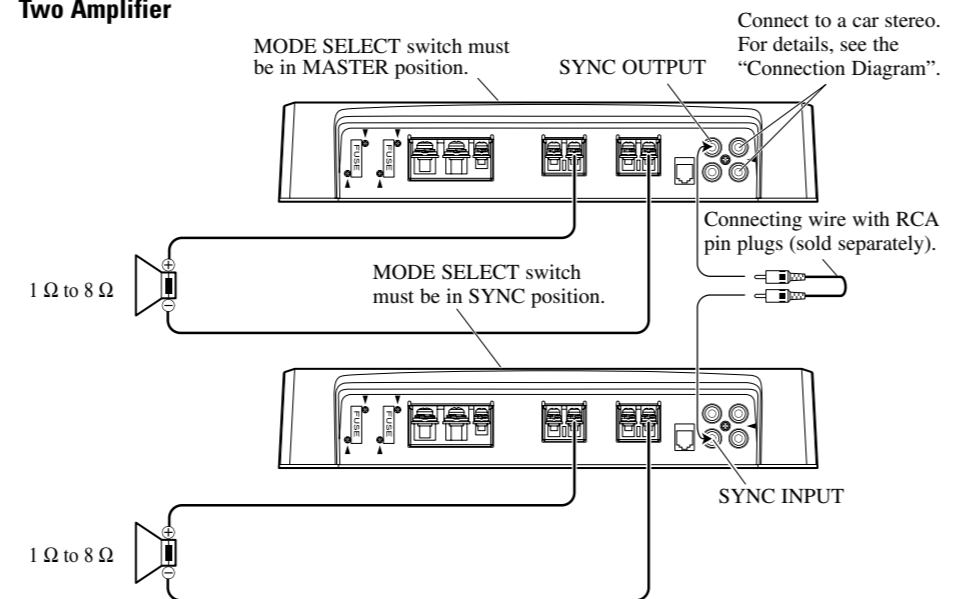 Two Amplifier
MODE SELECT switch must
be in MASTER position.
SYNC OUTPUT
Connect to a car stereo.
For details, see the
“Connection Diagram”.
FUSE
FUSE
Connecting wire with RCA
pin plugs (sold separately).
+
1 Ω to 8 Ω
−
MODE SELECT switch
must be in SYNC position.
FUSE
FUSE
SYNC INPUT
+
1 Ω to 8 Ω
−